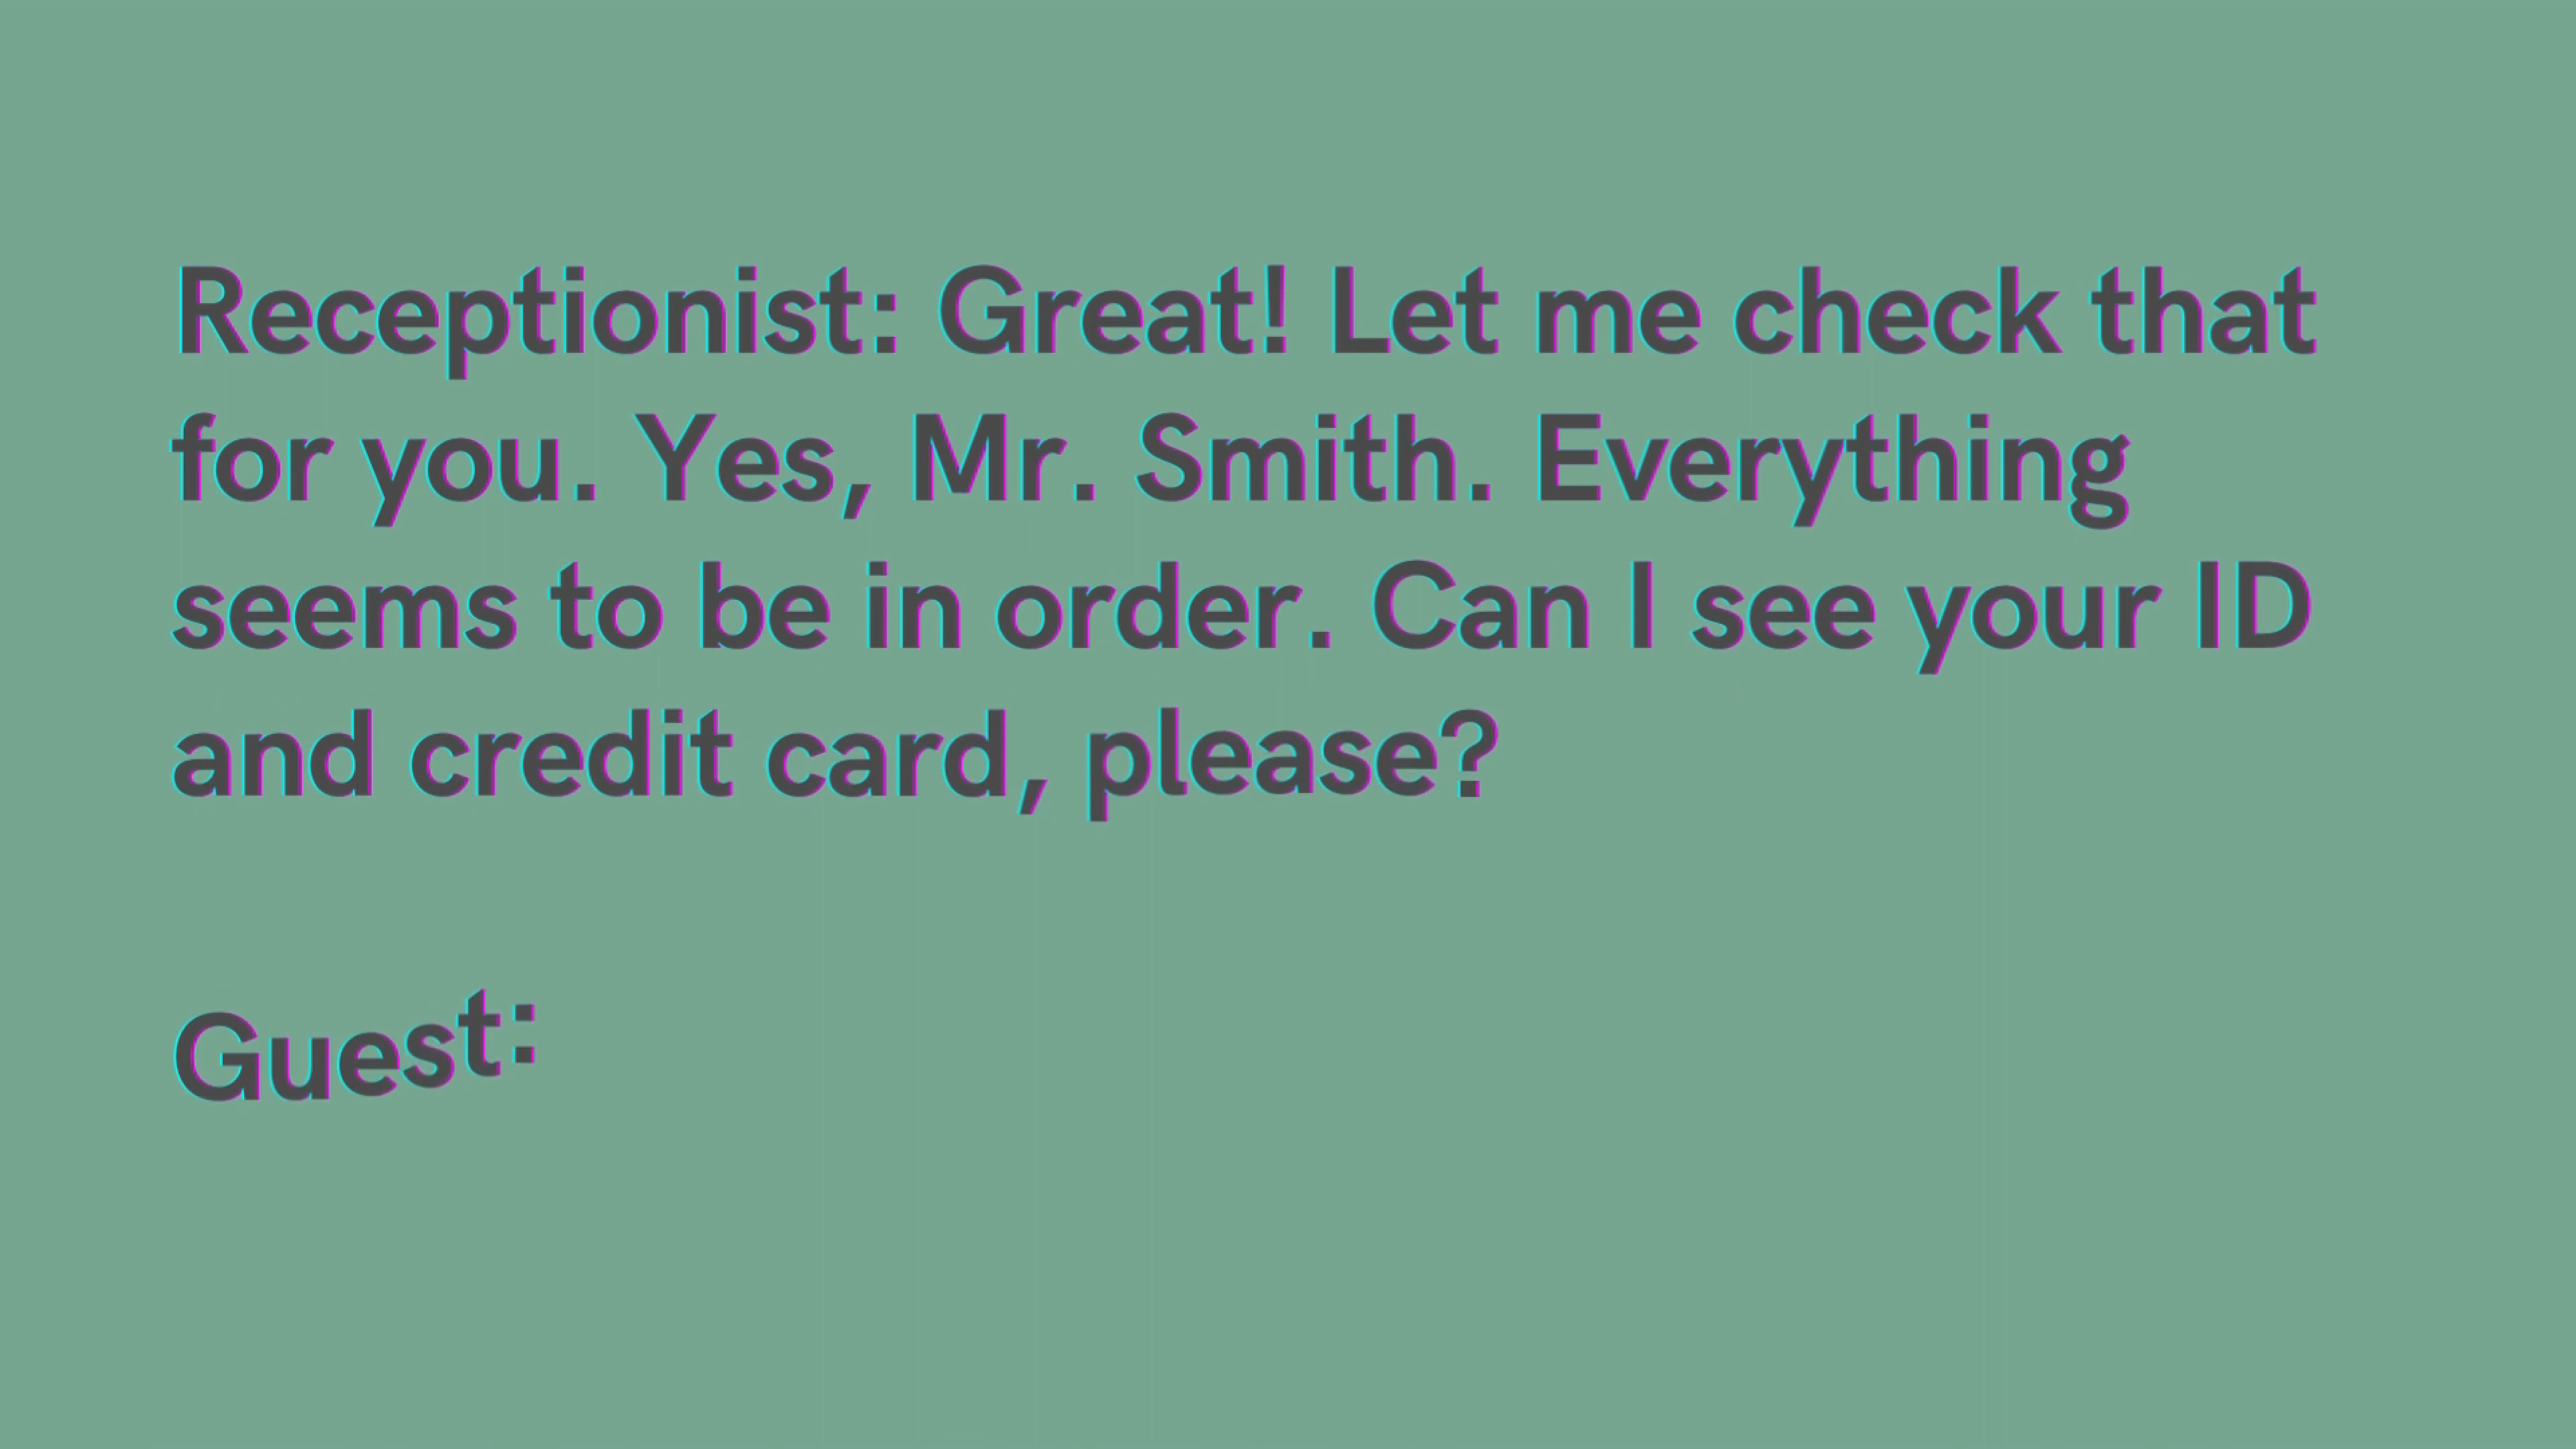 Receptionist: Great! Let me check that
for you. Yes, Mr. Smith. Everything
seems to be in order. Can I see your ID
and credit card, please?
Guest: